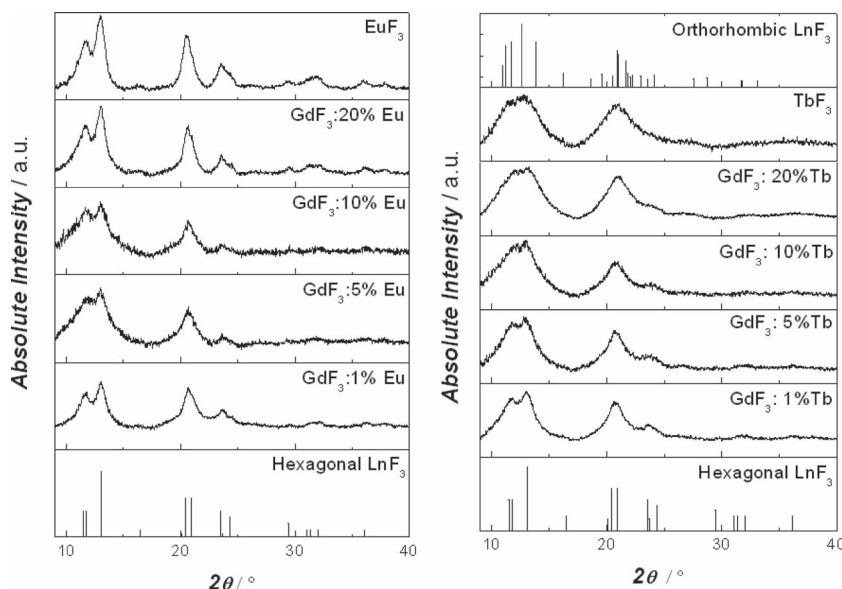 EuF3
GdF3:20% Eu
GdF3:10% Eu
GdF3:5% Eu
GdF3:1% Eu
Hexagonal LnF3
Absolute Intensity / a.u.
10 20 30 40
2θ / °
Orthorhombic LnF3
TbF3
GdF3: 20%Tb
GdF3: 10%Tb
GdF3: 5%Tb
GdF3: 1%Tb
Hexagonal LnF3
Absolute Intensity / a.u.
10 20 30 40
2θ / °